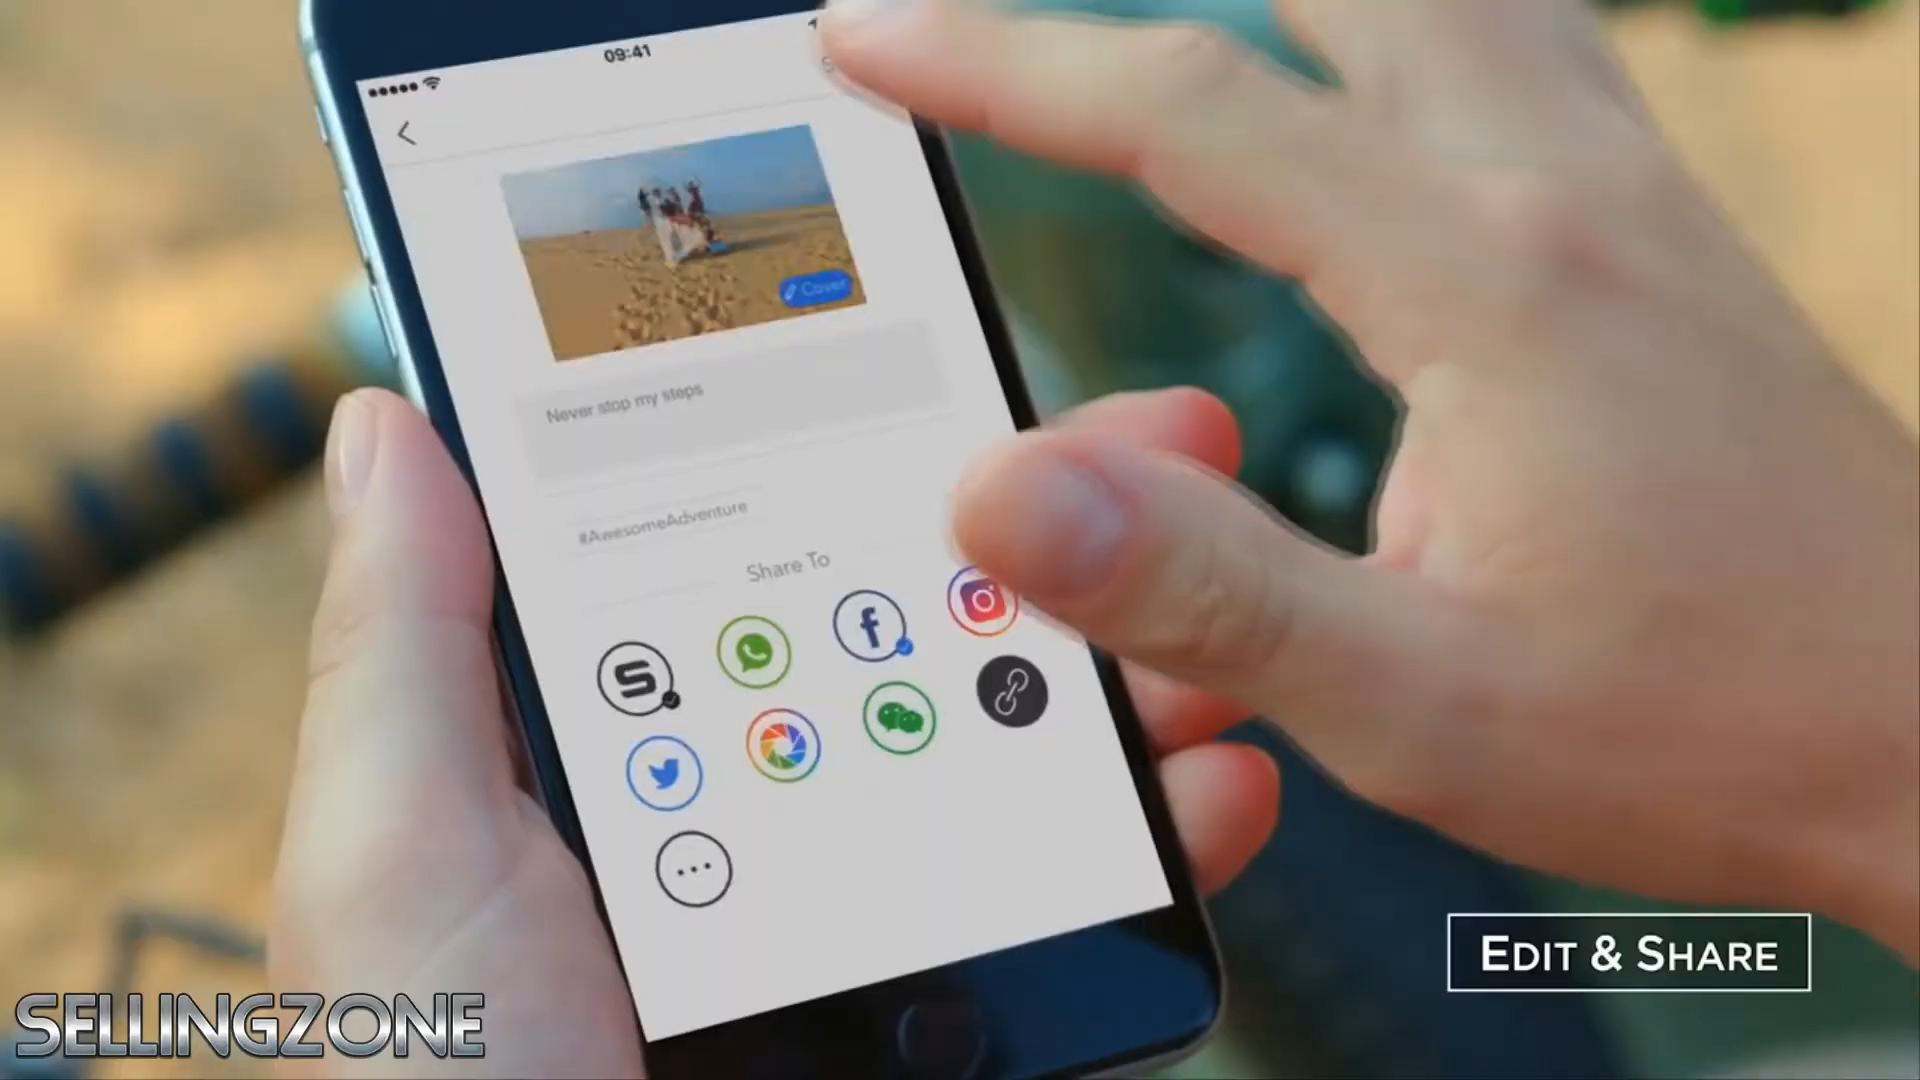 09:41
Cover
Never stop my steps
#AwesomeAdventure
Share To
EDIT & SHARE
SELLINGZONE